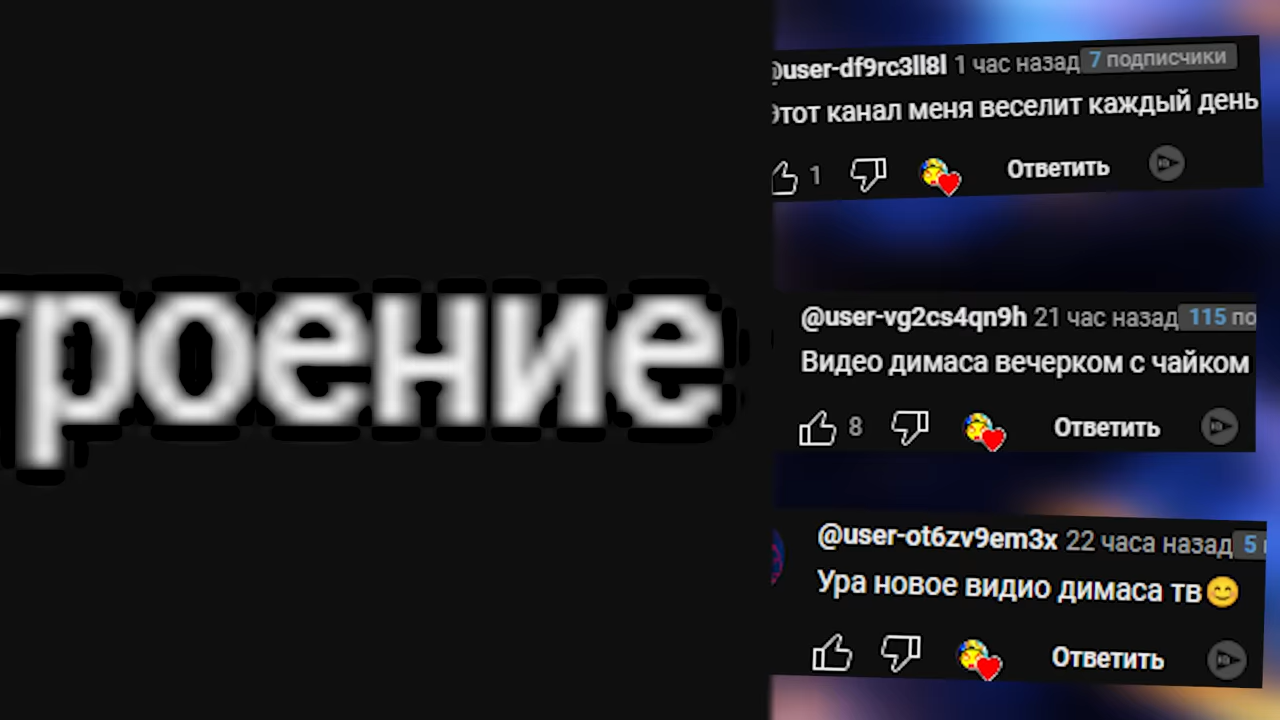 роение
@user-df9rc3ll8l 1 час назад 7 подписчики
Этот канал меня веселит каждый день
1 Ответить
@user-vg2cs4qn9h 21 час назад 115 по
Видео димаса вечерком с чайком
8 Ответить
@user-ot6zv9em3x 22 часа назад 5
Ура новое видио димаса тв😊
Ответить